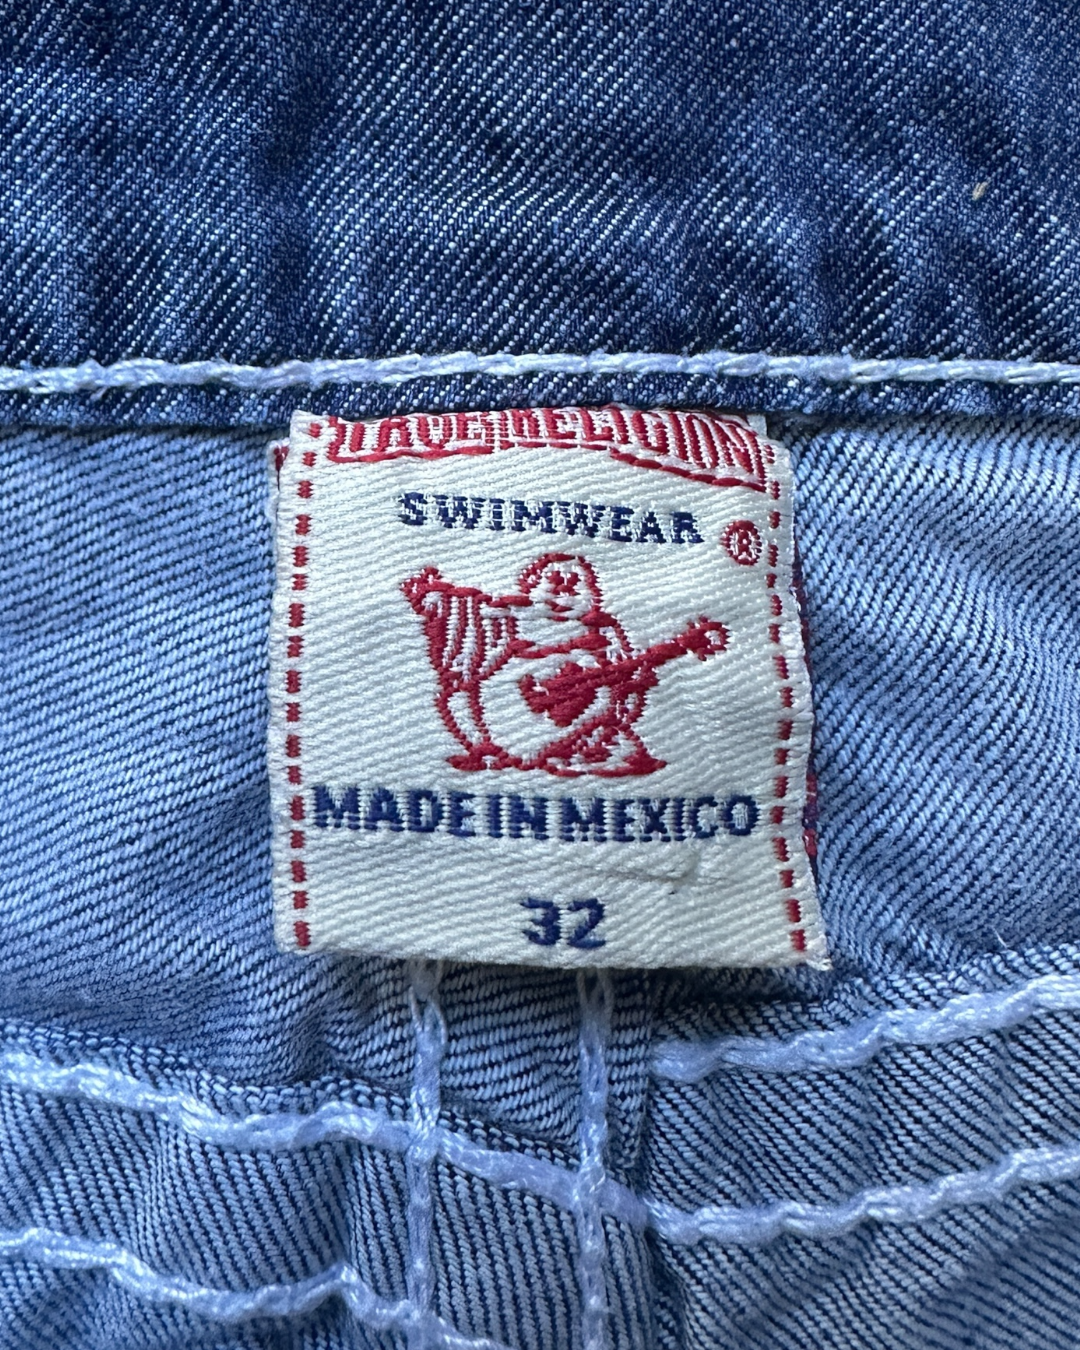 TRUE RELIGION
SWIMWEAR ®
MADE IN MEXICO
32